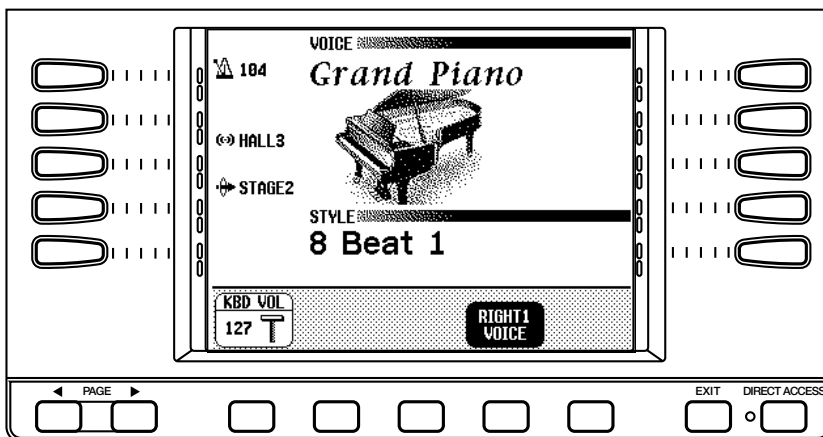 VOICE
104
Grand Piano
HALL3
STAGE2
STYLE
8 Beat 1
KBD VOL
127
RIGHT1
VOICE
PAGE
EXIT
DIRECT ACCESS